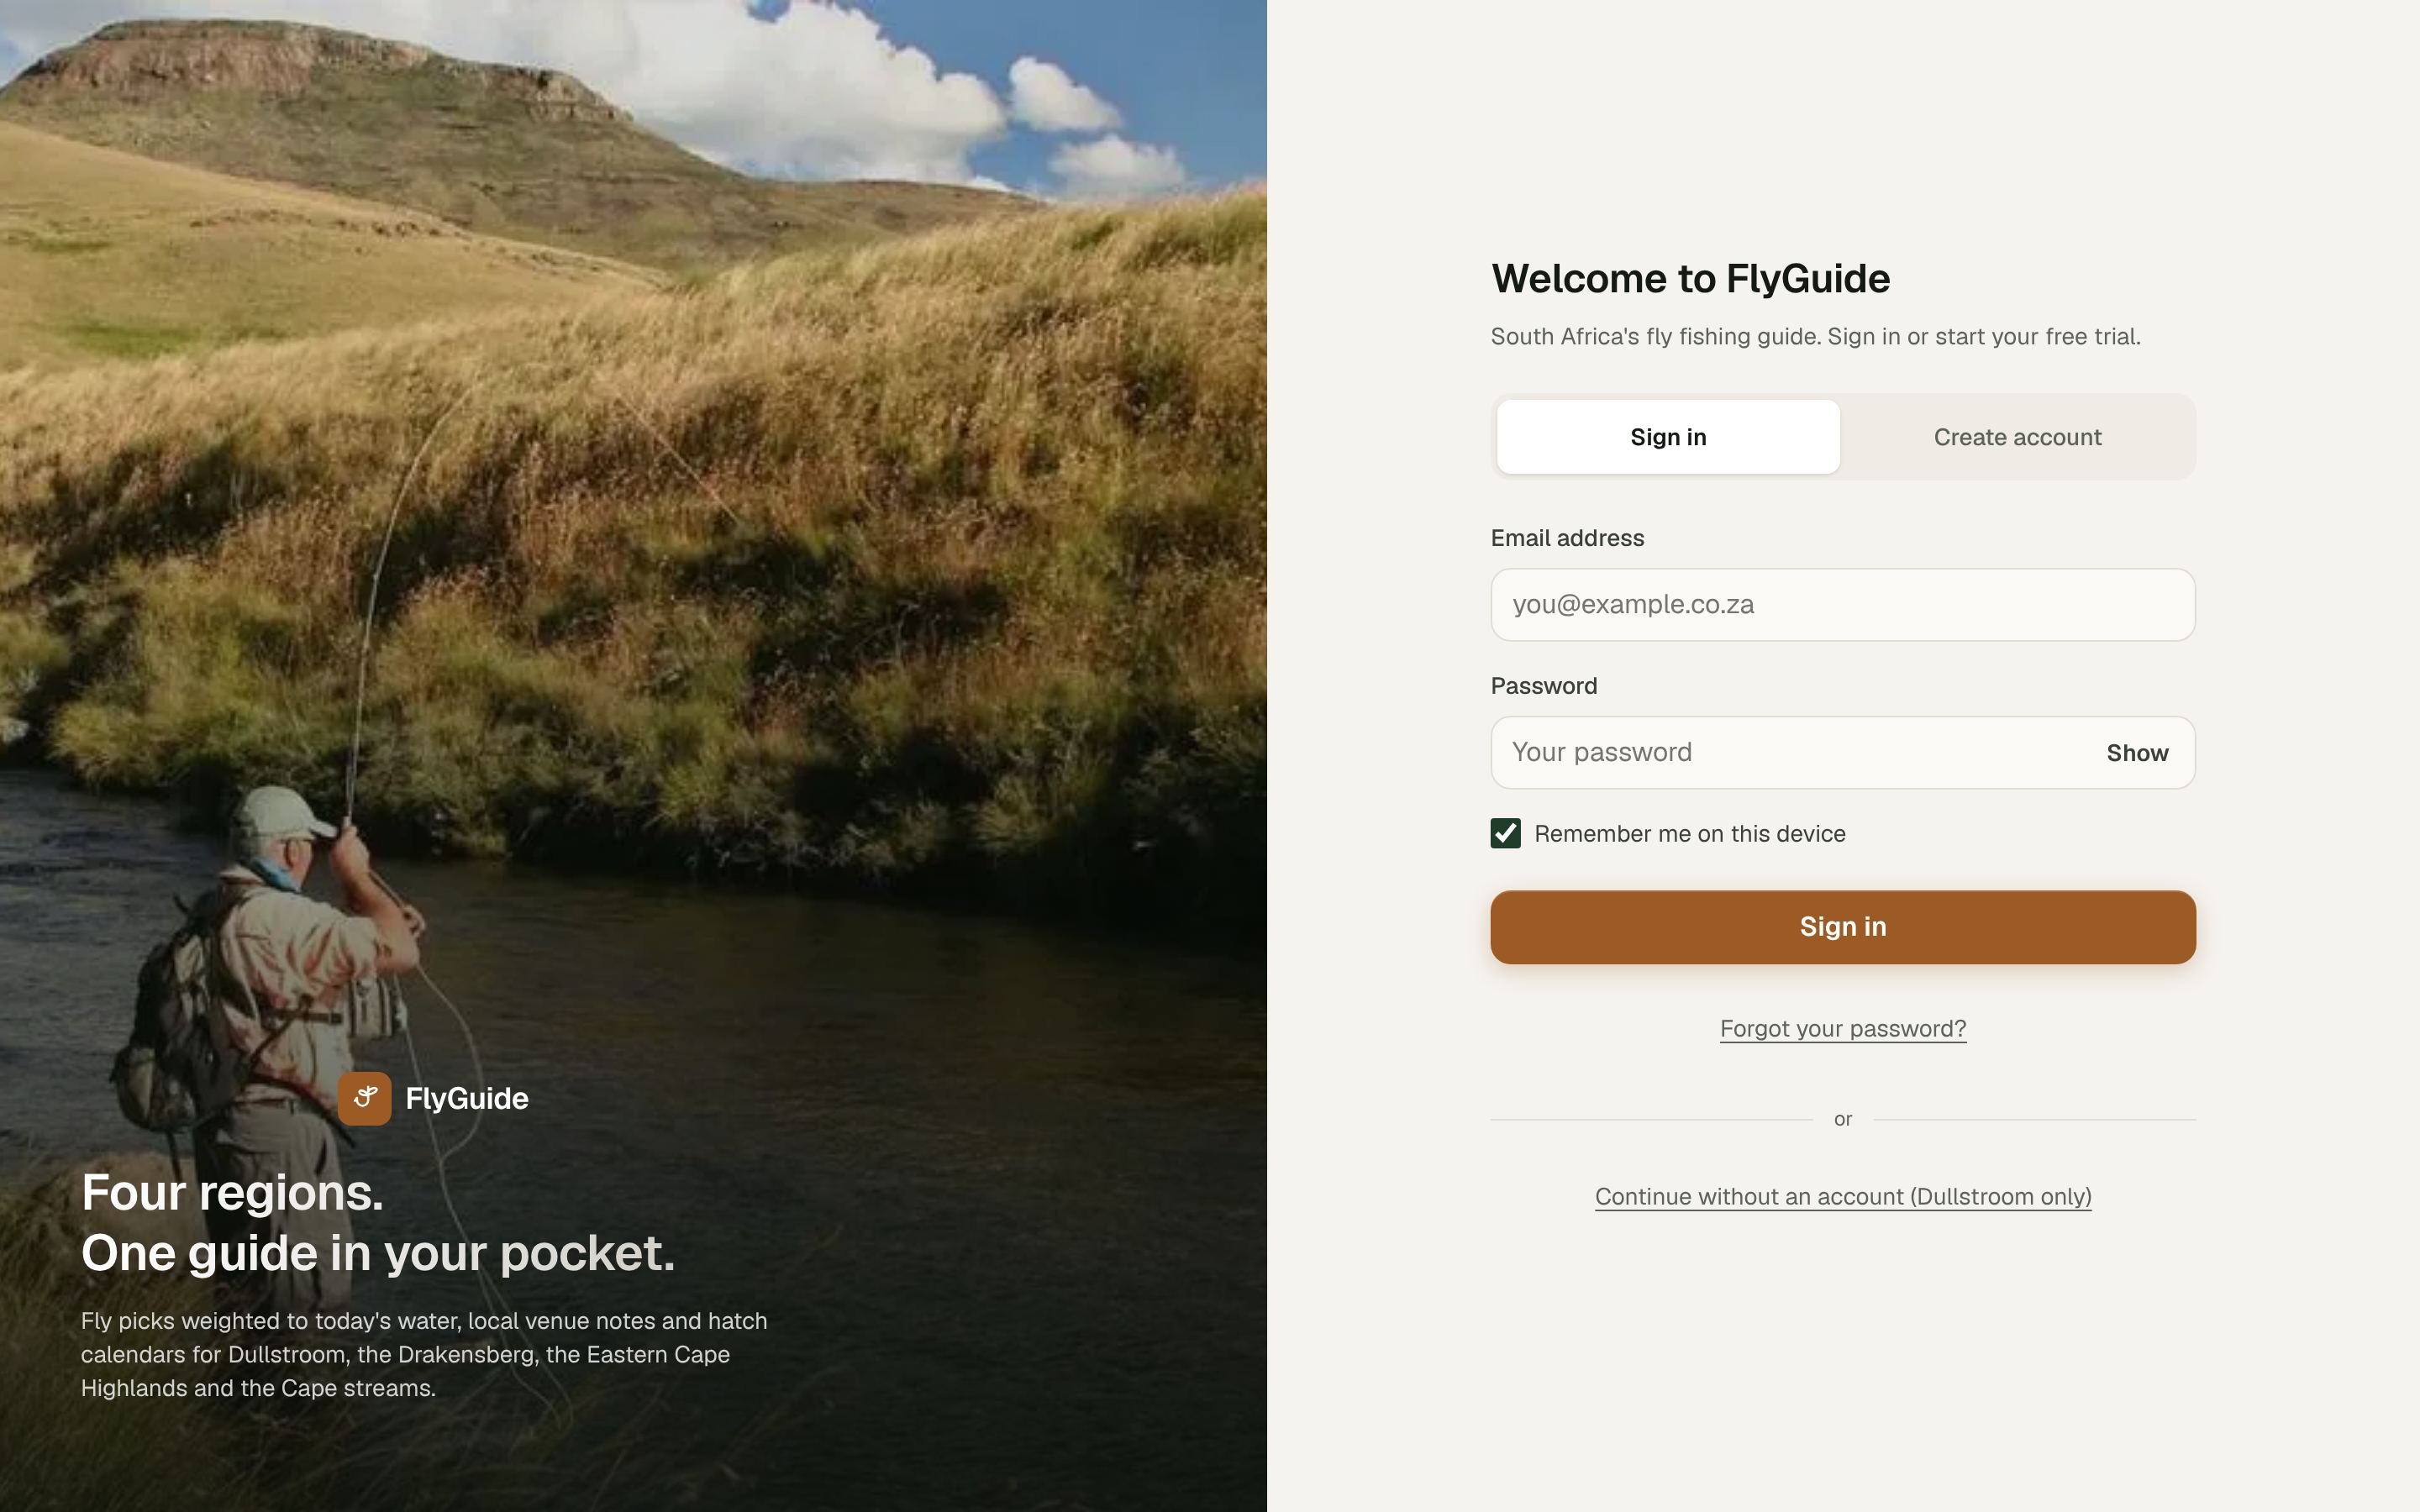 FlyGuide
Four regions.
One guide in your pocket.
Fly picks weighted to today's water, local venue notes and hatch
calendars for Dullstroom, the Drakensberg, the Eastern Cape
Highlands and the Cape streams.
Welcome to FlyGuide
South Africa's fly fishing guide. Sign in or start your free trial.
Sign in
Create account
Email address
you@example.co.za
Password
Your password
Show
Remember me on this device
Sign in
Forgot your password?
or
Continue without an account (Dullstroom only)